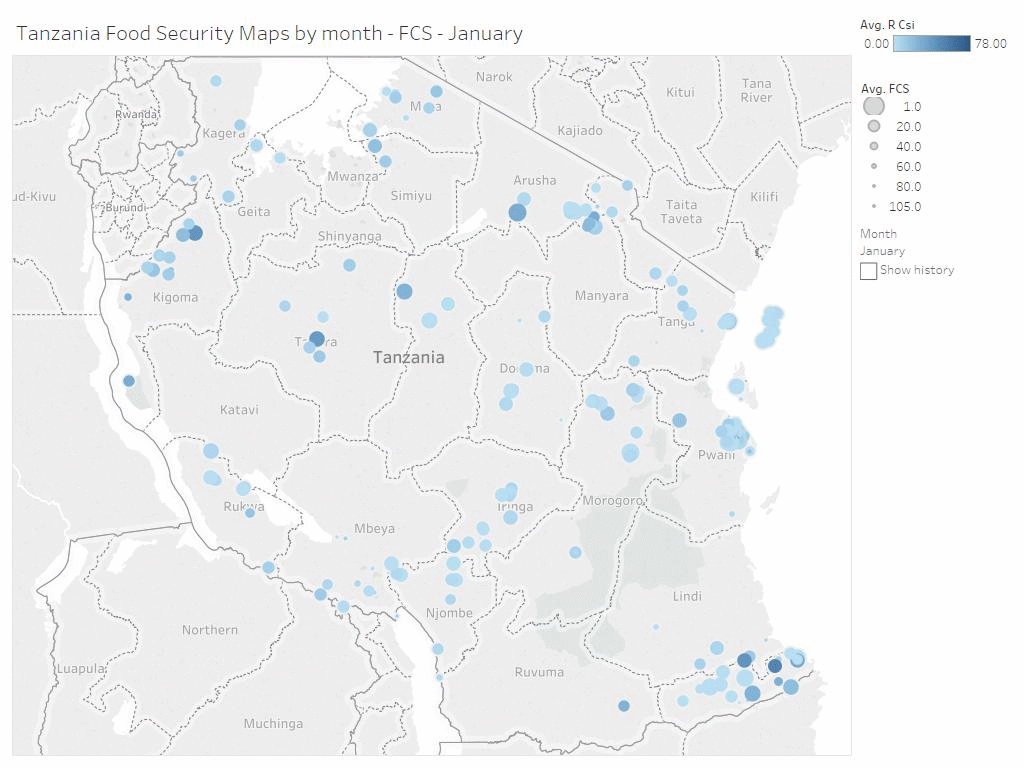 Tanzania Food Security Maps by month - FCS - January
Avg. R Csi
0.00
78.00
Avg. FCS
1.0
20.0
40.0
60.0
80.0
105.0
Month
January
Show history
Narok
Kitui
Tana
River
Rwanda
Kagera
Kajiado
Mwanza
Simiyu
Arusha
Kilifi
Taita
Taveta
ud-Kivu
Burundi
Geita
Shinyanga
Kigoma
Manyara
Tanga
Tanzania
Katavi
Pwani
Rukwa
Iringa
Morogoro
Mbeya
Lindi
Njombe
Northern
Luapula
Ruvuma
Muchinga